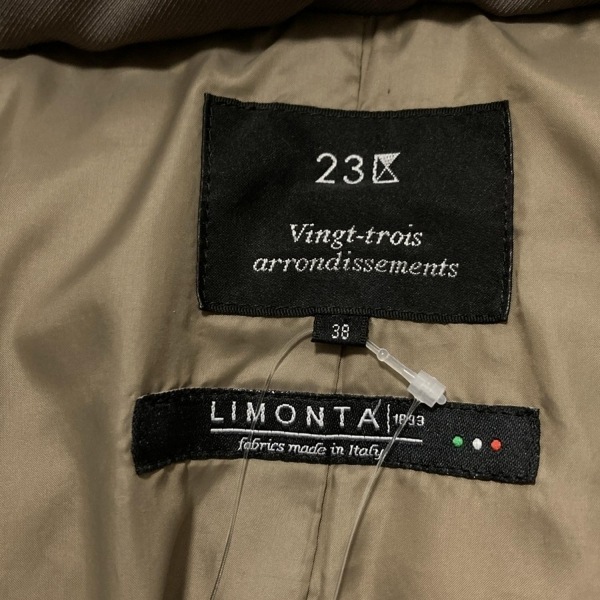 23区
Vingt-trois
arrondissements
38
LIMONTA|1893
fabrics made in Italy